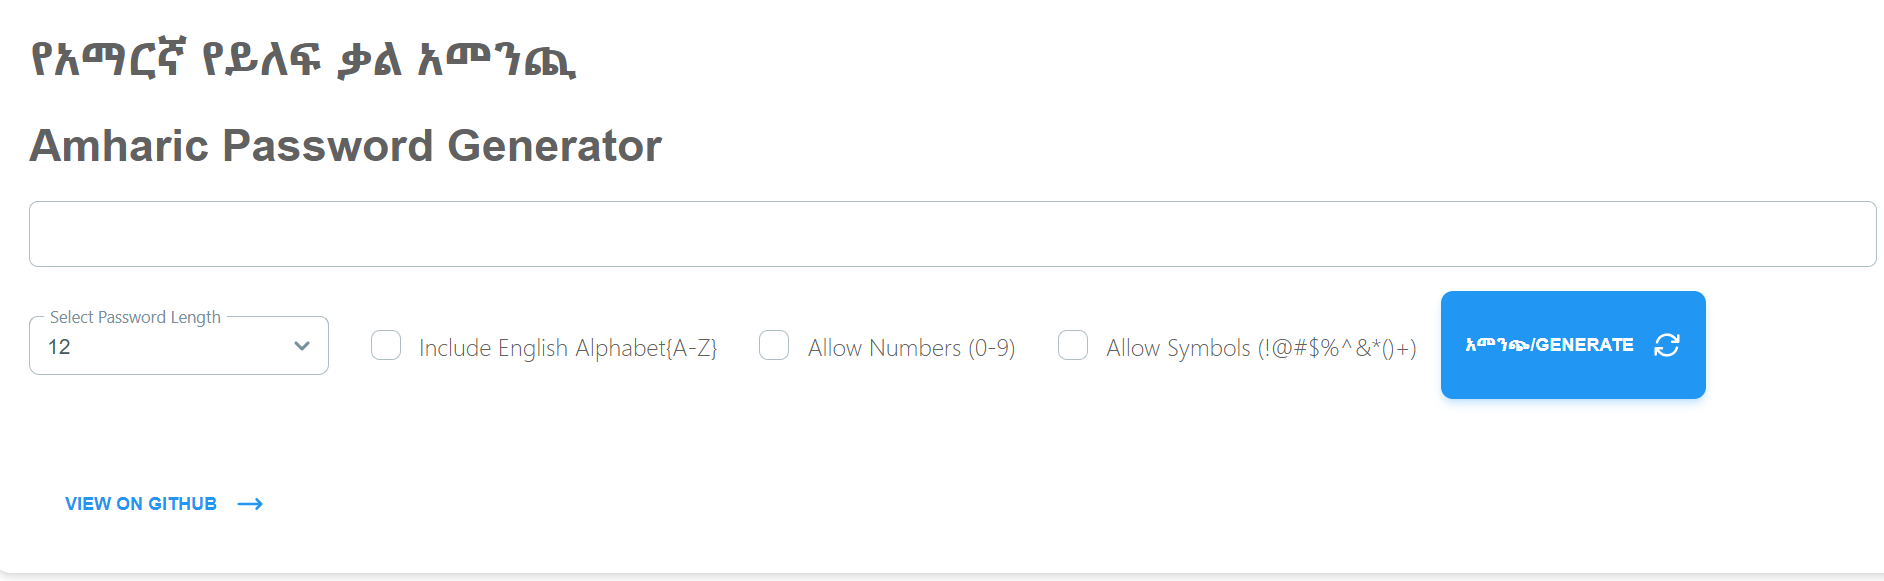 የአማርኛ የይለፍ ቃል አመንጪ
Amharic Password Generator
Select Password Length
12
Include English Alphabet{A-Z}
Allow Numbers (0-9)
Allow Symbols (!@#$%^&*()+)
አመንጭ/GENERATE
VIEW ON GITHUB